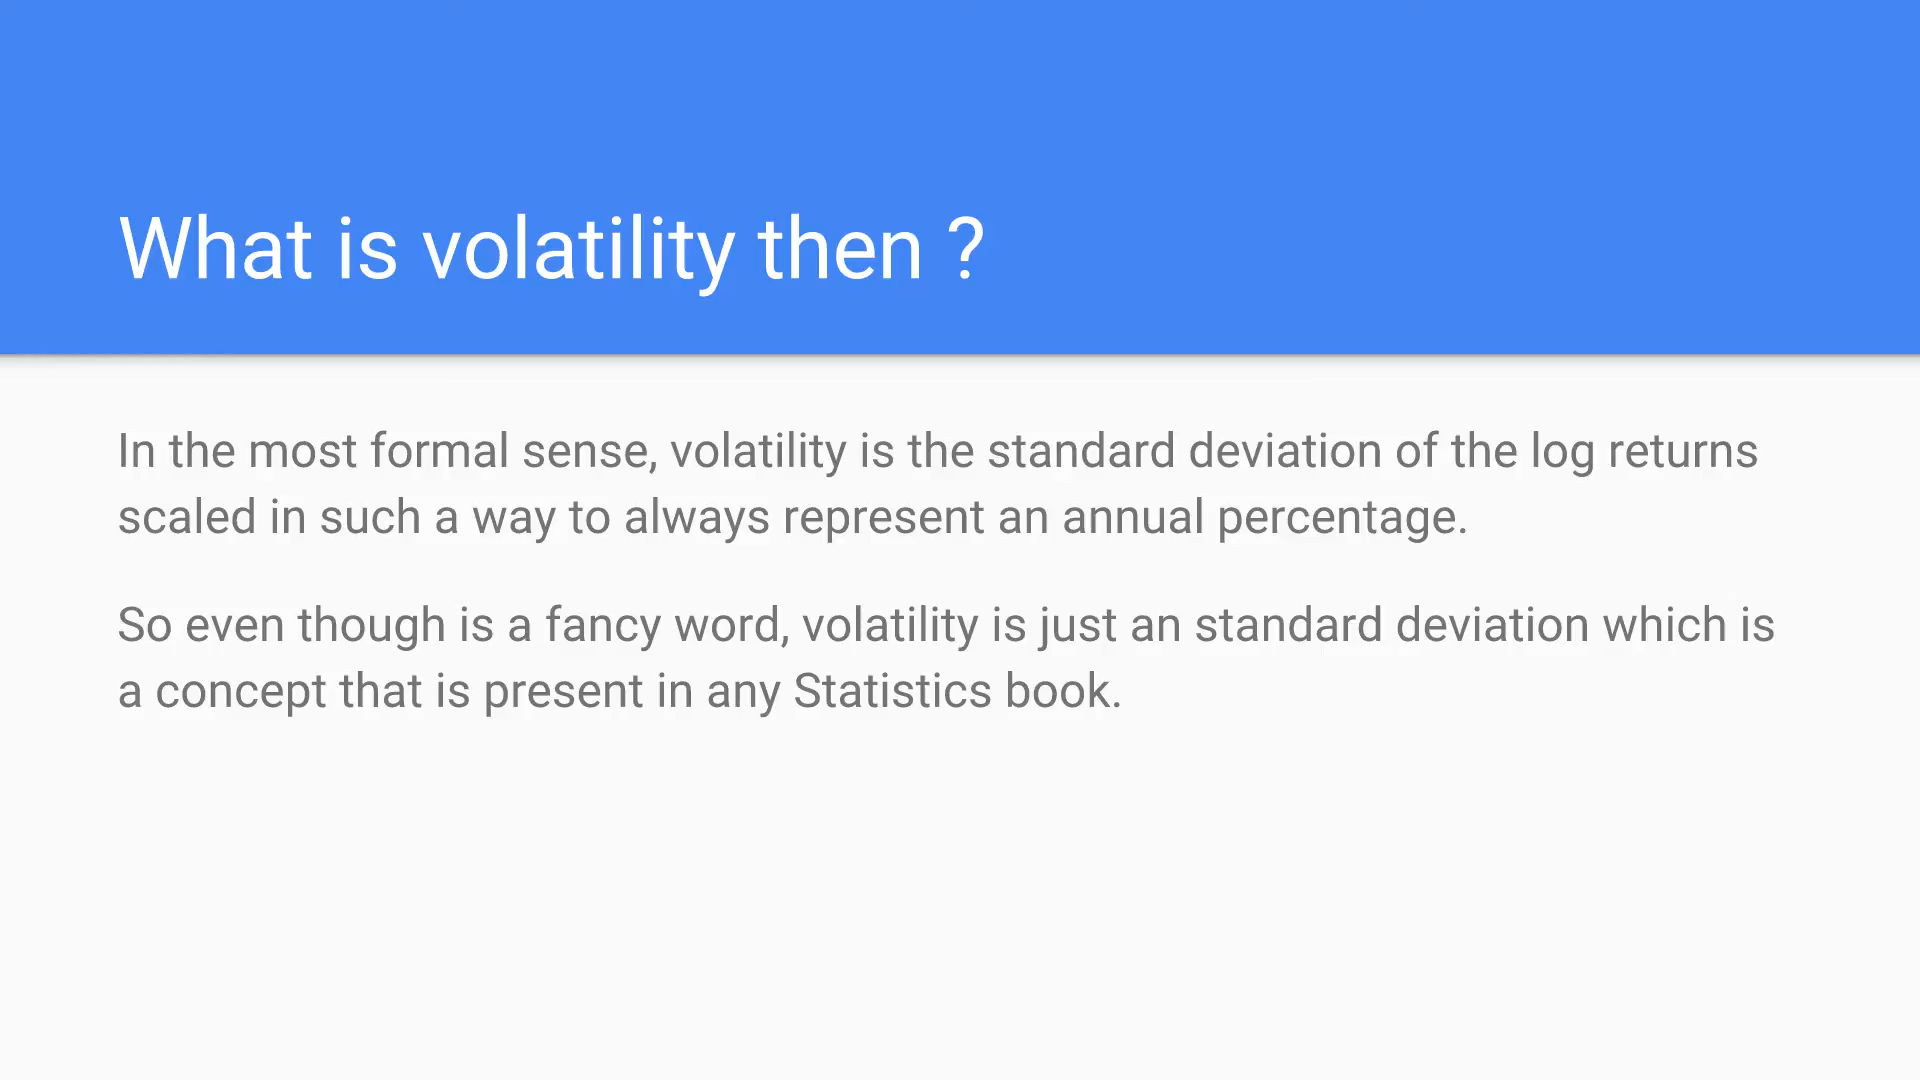 What is volatility then ?
In the most formal sense, volatility is the standard deviation of the log returns
scaled in such a way to always represent an annual percentage.
So even though is a fancy word, volatility is just an standard deviation which is
a concept that is present in any Statistics book.